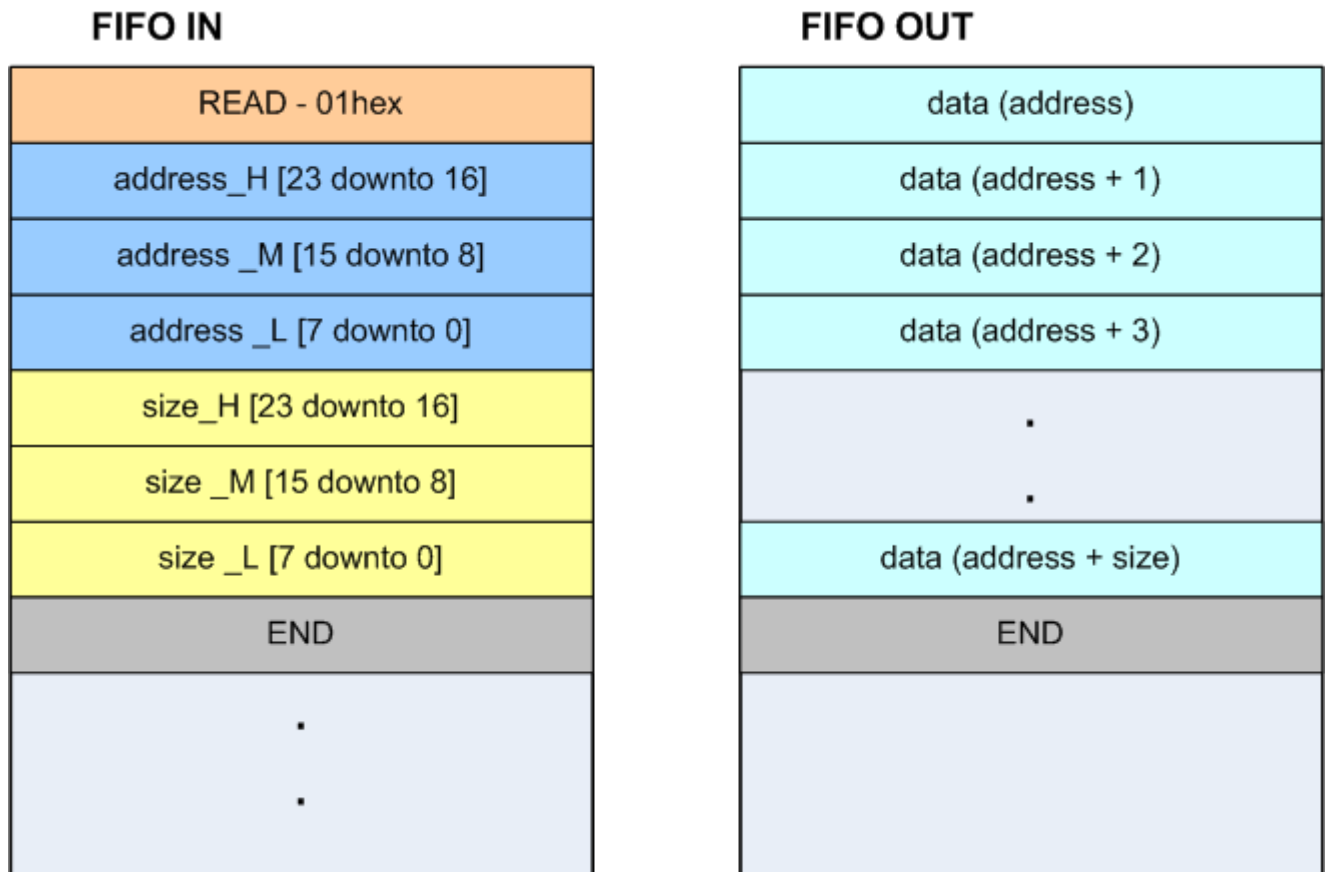 FIFO IN
READ - 01hex
address_H [23 downto 16]
address _M [15 downto 8]
address _L [7 downto 0]
size_H [23 downto 16]
size _M [15 downto 8]
size _L [7 downto 0]
END
.
.
FIFO OUT
data (address)
data (address + 1)
data (address + 2)
data (address + 3)
.
.
data (address + size)
END